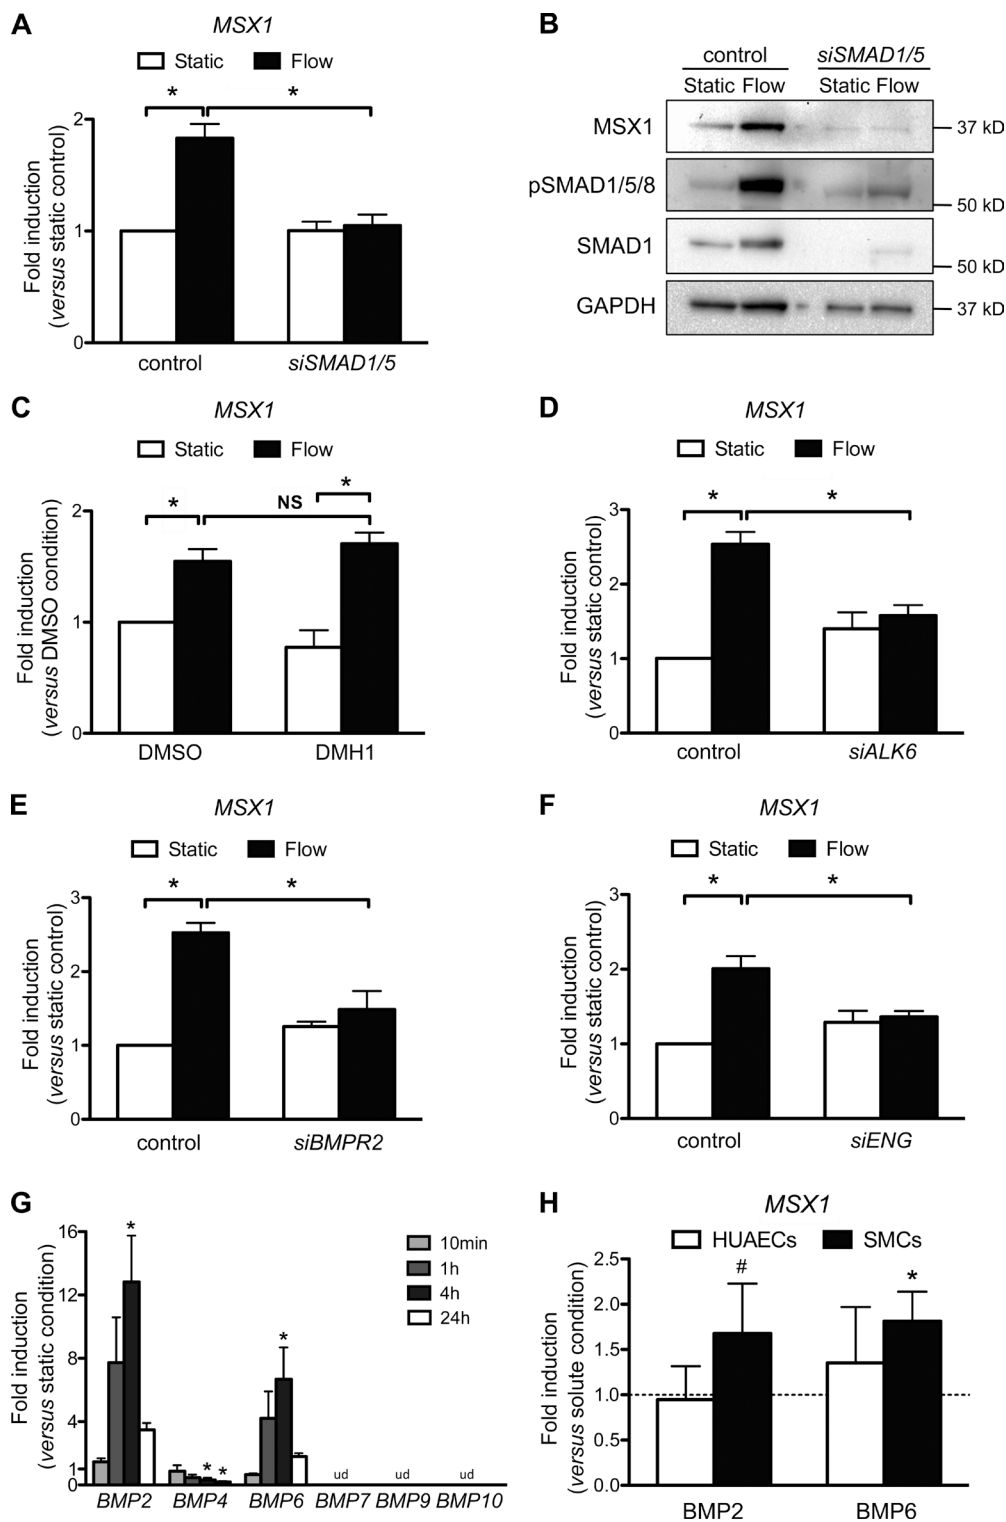 A
MSX1
Static Flow
* *
Fold induction
(versus static control)
2
1
0
control siSMAD1/5
B
control siSMAD1/5
Static Flow Static Flow
MSX1 37 kD
pSMAD1/5/8 50 kD
SMAD1 50 kD
GAPDH 37 kD
C
MSX1
Static Flow
* NS *
Fold induction
(versus DMSO condition)
2
1
0
DMSO DMH1
D
MSX1
Static Flow
* *
Fold induction
(versus static control)
3
2
1
0
control siALK6
E
MSX1
Static Flow
* *
Fold induction
(versus static control)
3
2
1
0
control siBMPR2
F
MSX1
Static Flow
* *
Fold induction
(versus static control)
3
2
1
0
control siENG
G
Fold induction
(versus static condition)
16
12
8
4
1
0
10min
1h
4h
24h
* * * *
ud ud ud
BMP2 BMP4 BMP6 BMP7 BMP9 BMP10
H
MSX1
HUAECs SMCs
Fold induction
(versus solute condition)
2.5
2.0
1.5
1.0
0.5
0.0
# *
BMP2 BMP6